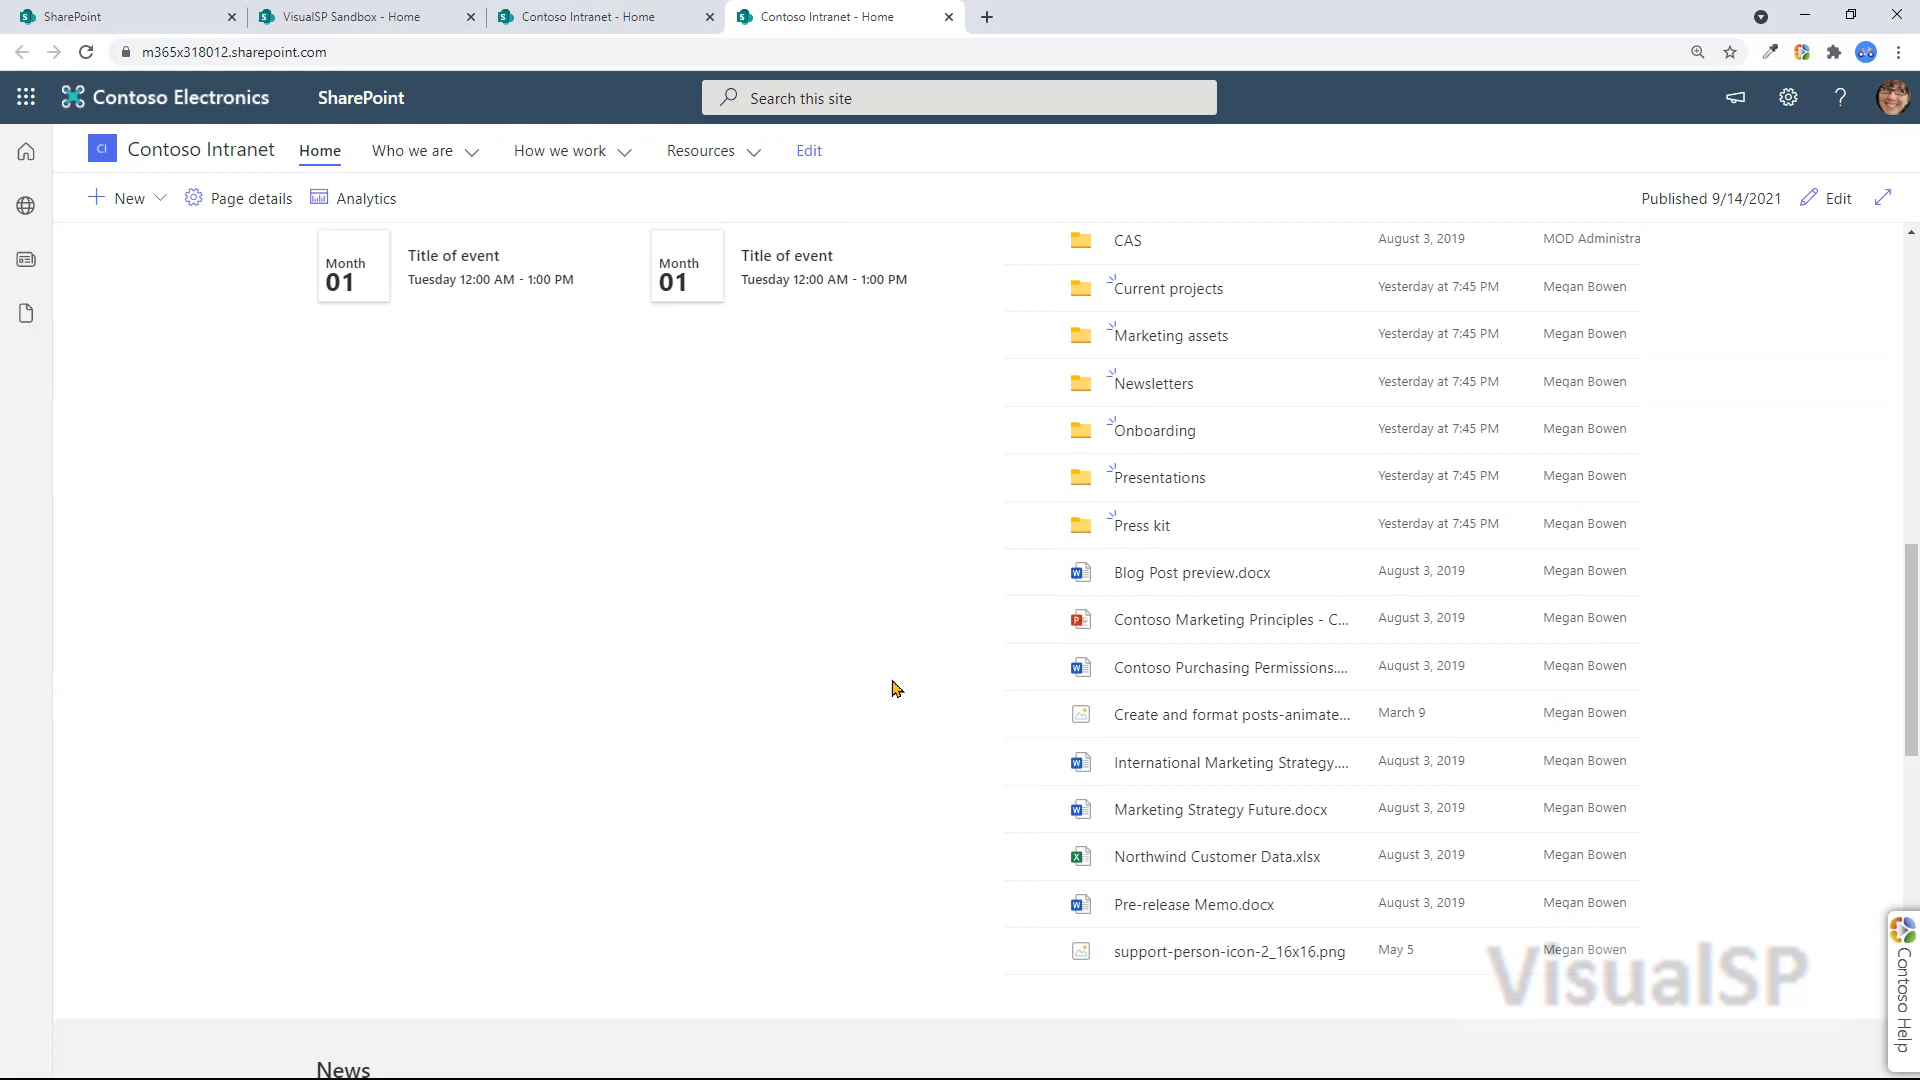 SharePoint
VisualSP Sandbox - Home
Contoso Intranet - Home
Contoso Intranet - Home
m365x318012.sharepoint.com
Contoso Electronics
SharePoint
Search this site
CI
Contoso Intranet
Home
Who we are
How we work
Resources
Edit
New
Page details
Analytics
Published 9/14/2021
Edit
Month
01
Title of event
Tuesday 12:00 AM - 1:00 PM
Month
01
Title of event
Tuesday 12:00 AM - 1:00 PM
CAS August 3, 2019 MOD Administra
Current projects Yesterday at 7:45 PM Megan Bowen
Marketing assets Yesterday at 7:45 PM Megan Bowen
Newsletters Yesterday at 7:45 PM Megan Bowen
Onboarding Yesterday at 7:45 PM Megan Bowen
Presentations Yesterday at 7:45 PM Megan Bowen
Press kit Yesterday at 7:45 PM Megan Bowen
Blog Post preview.docx August 3, 2019 Megan Bowen
Contoso Marketing Principles - C... August 3, 2019 Megan Bowen
Contoso Purchasing Permissions.... August 3, 2019 Megan Bowen
Create and format posts-animate... March 9 Megan Bowen
International Marketing Strategy.... August 3, 2019 Megan Bowen
Marketing Strategy Future.docx August 3, 2019 Megan Bowen
Northwind Customer Data.xlsx August 3, 2019 Megan Bowen
Pre-release Memo.docx August 3, 2019 Megan Bowen
support-person-icon-2_16x16.png May 5 Megan Bowen
VisualSP
Contoso Help
News